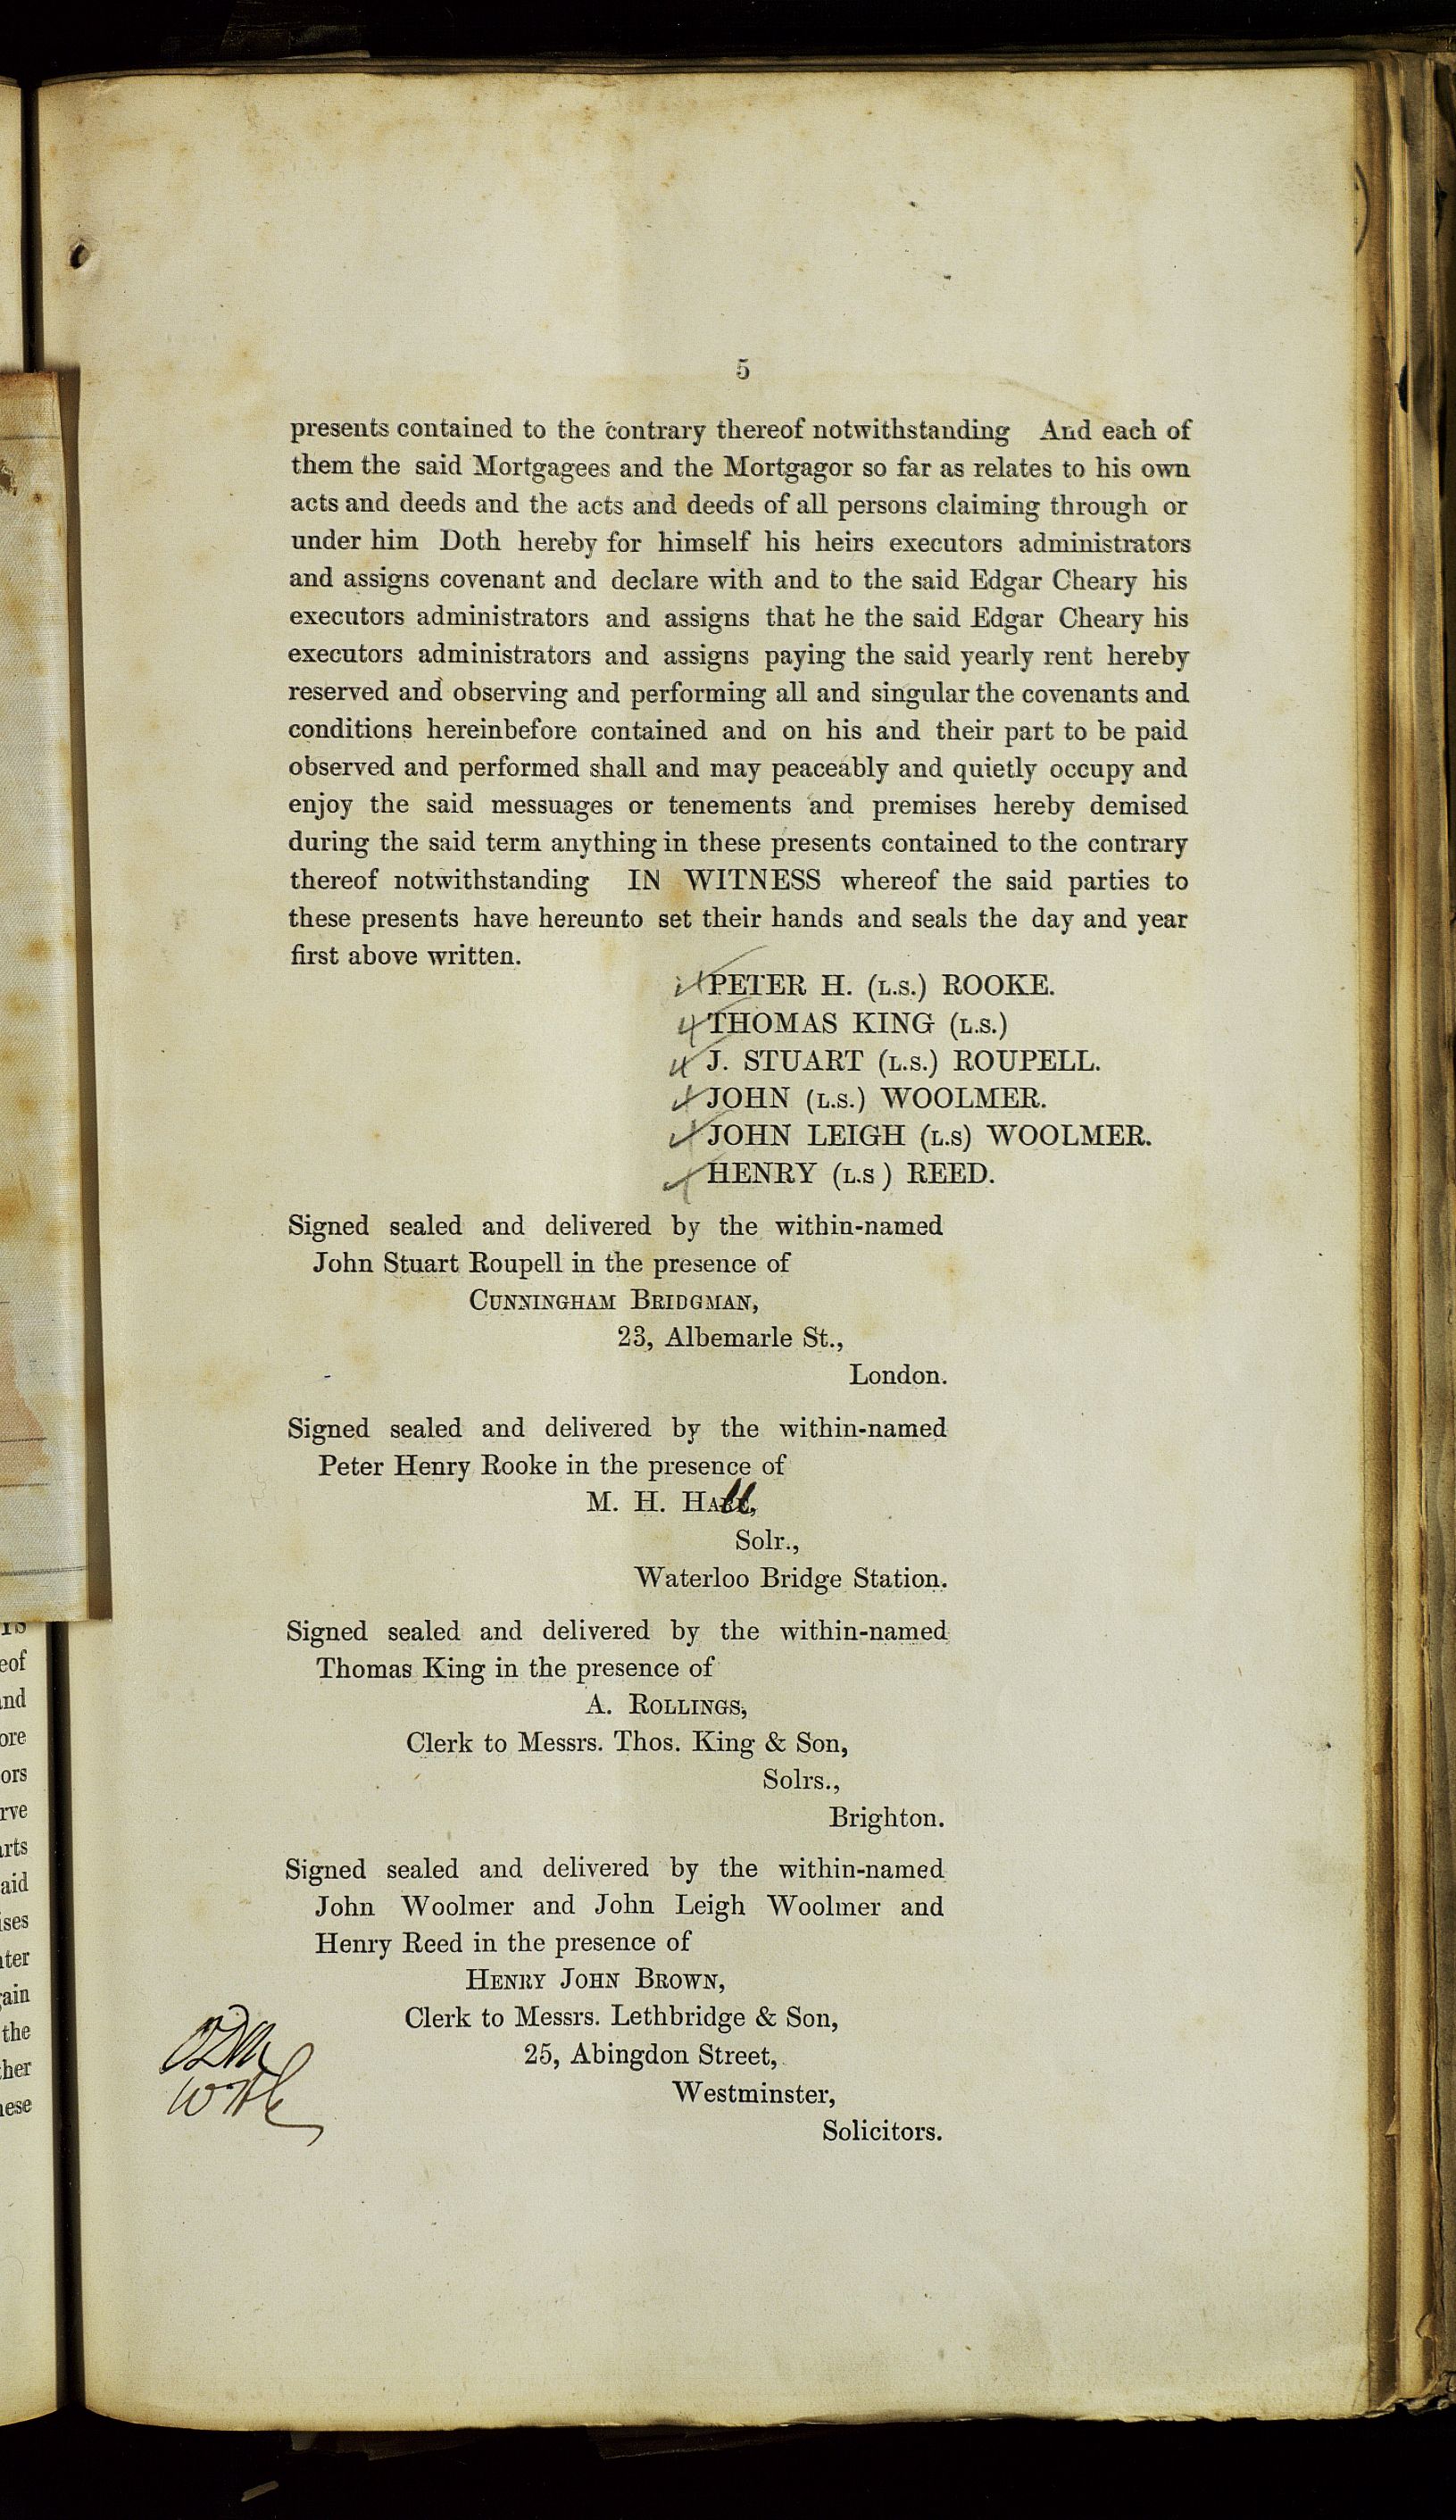 5
presents contained to the contrary thereof notwithstanding And each of
them the said Mortgagees and the Mortgagor so far as relates to his own
acts and deeds and the acts and deeds of all persons claiming through or
under him Doth hereby for himself his heirs executors administrators
and assigns covenant and declare with and to the said Edgar Cheary his
executors administrators and assigns that he the said Edgar Cheary his
executors administrators and assigns paying the said yearly rent hereby
reserved and observing and performing all and singular the covenants and
conditions hereinbefore contained and on his and their part to be paid
observed and performed shall and may peaceably and quietly occupy and
enjoy the said messuages or tenements and premises hereby demised
during the said term anything in these presents contained to the contrary
thereof notwithstanding IN WITNESS whereof the said parties to
these presents have hereunto set their hands and seals the day and year
first above written.
PETER H. (L.S.) ROOKE.
THOMAS KING (L.S.)
J. STUART (L.S.) ROUPELL.
JOHN (L.S.) WOOLMER.
JOHN LEIGH (L.S) WOOLMER.
HENRY (L.S ) REED.
Signed sealed and delivered by the within-named
John Stuart Roupell in the presence of
CUNNINGHAM BRIDGMAN,
23, Albemarle St.,
London.
Signed sealed and delivered by the within-named
Peter Henry Rooke in the presence of
M. H. Hall,
Solr.,
Waterloo Bridge Station.
Signed sealed and delivered by the within-named
Thomas King in the presence of
A. ROLLINGS,
Clerk to Messrs. Thos. King & Son,
Solrs.,
Brighton.
Signed sealed and delivered by the within-named
John Woolmer and John Leigh Woolmer and
Henry Reed in the presence of
HENRY JOHN BROWN,
Clerk to Messrs. Lethbridge & Son,
25, Abingdon Street,
Westminster,
Solicitors.